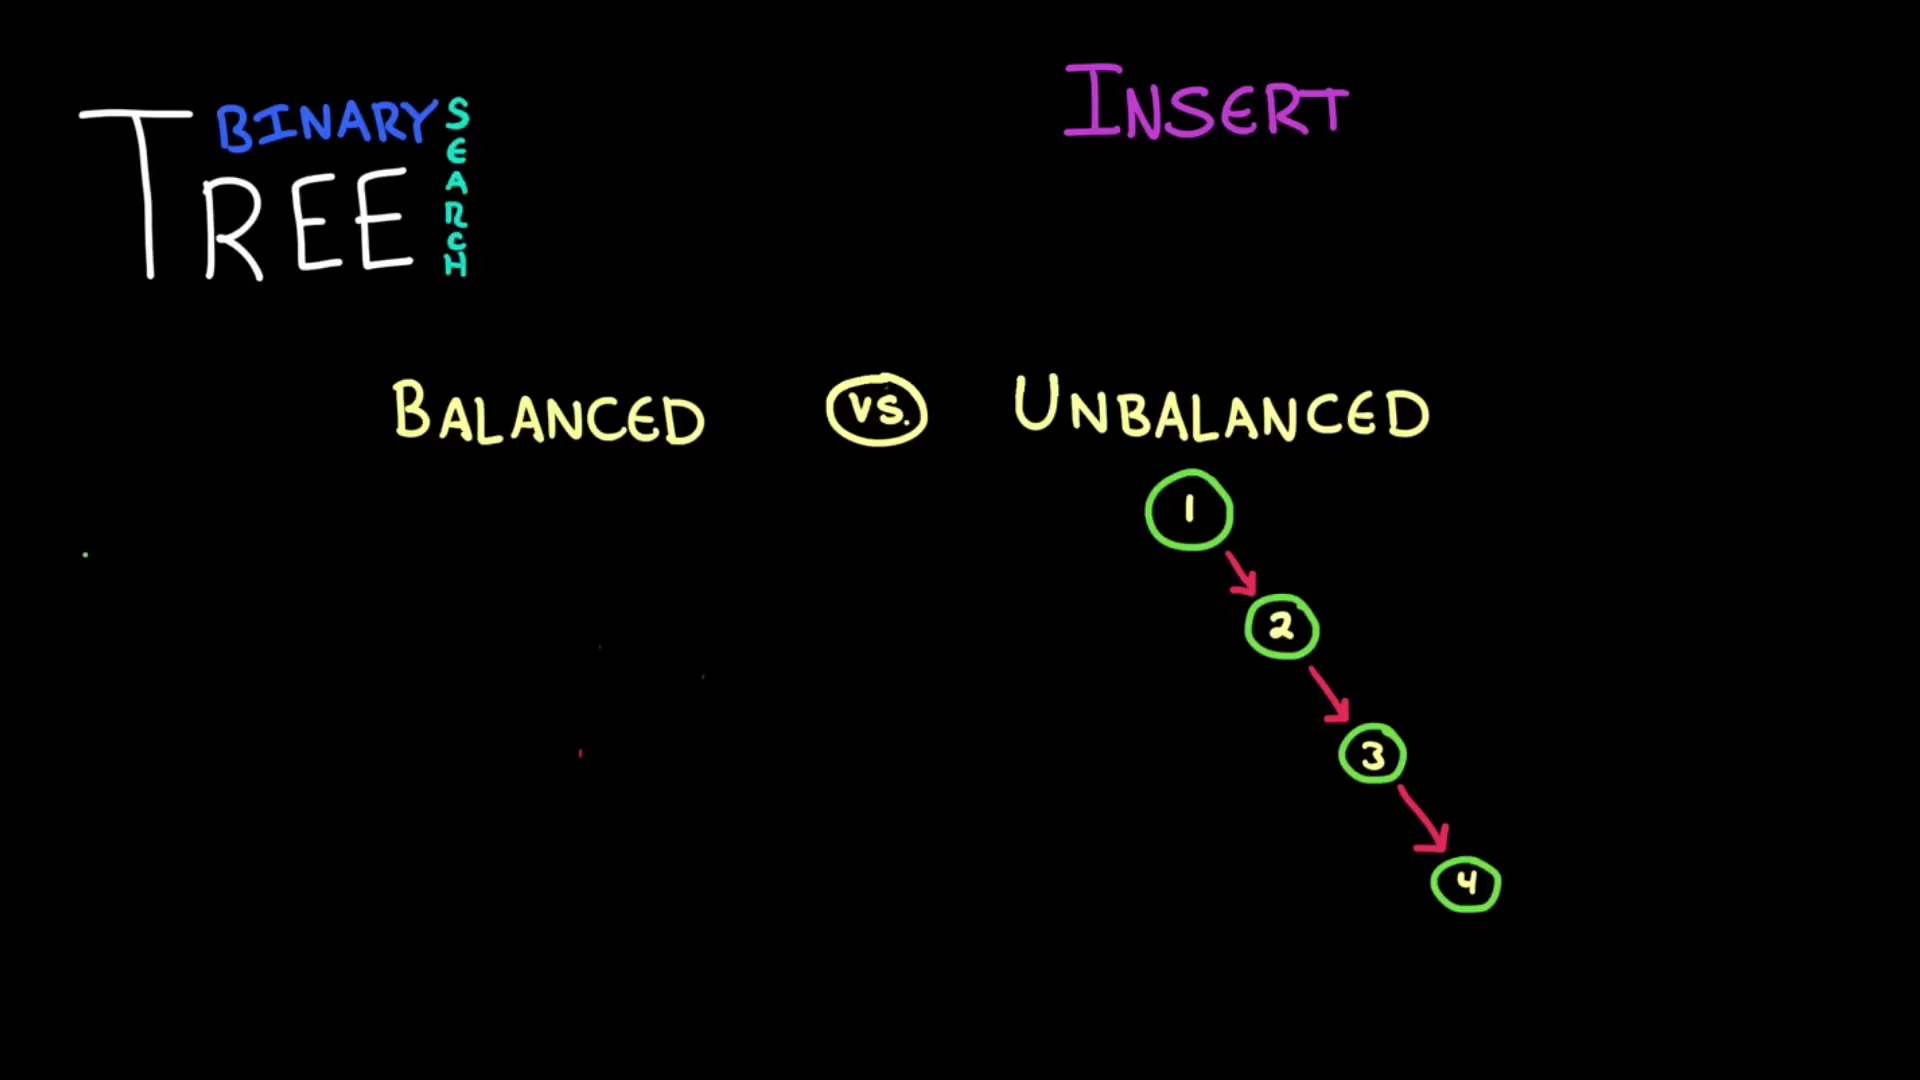 BINARY
TREE
SEARCH
INSERT
BALANCED VS. UNBALANCED
1
2
3
4